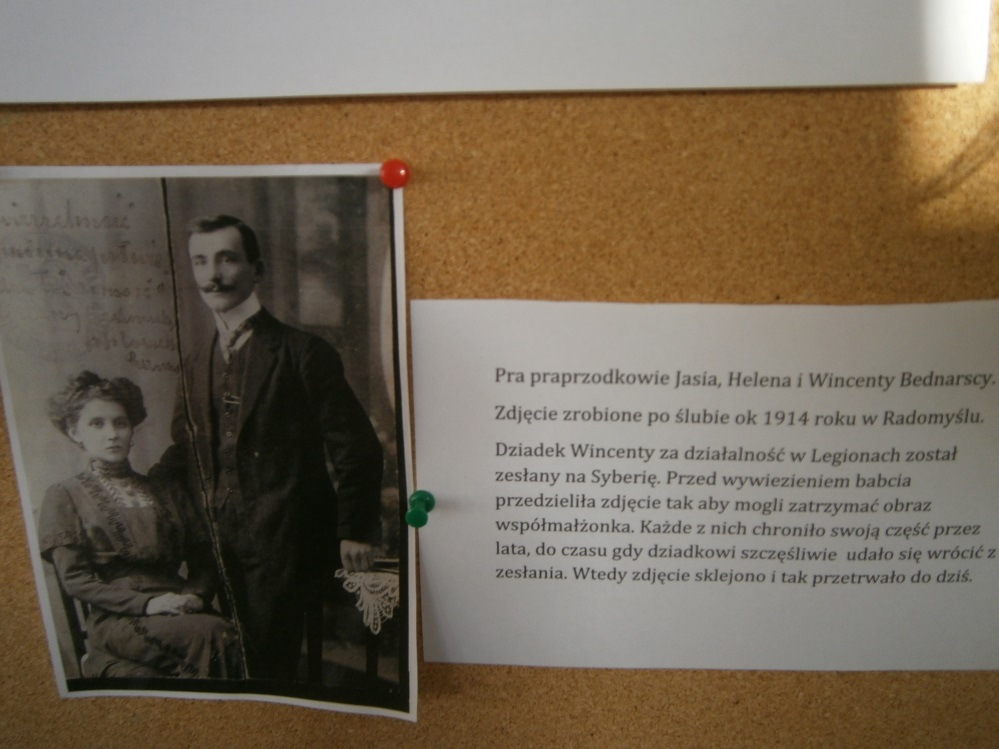 Pra praprzodkowie Jasia, Helena i Wincenty Bednarscy.
Zdjęcie zrobione po ślubie ok 1914 roku w Radomyślu.
Dziadek Wincenty za działalność w Legionach został
zesłany na Syberię. Przed wywiezieniem babcia
przedzieliła zdjęcie tak aby mogli zatrzymać obraz
współmałżonka. Każde z nich chroniło swoją część przez
lata, do czasu gdy dziadkowi szczęśliwie udało się wrócić z
zesłania. Wtedy zdjęcie sklejono i tak przetrwało do dziś.